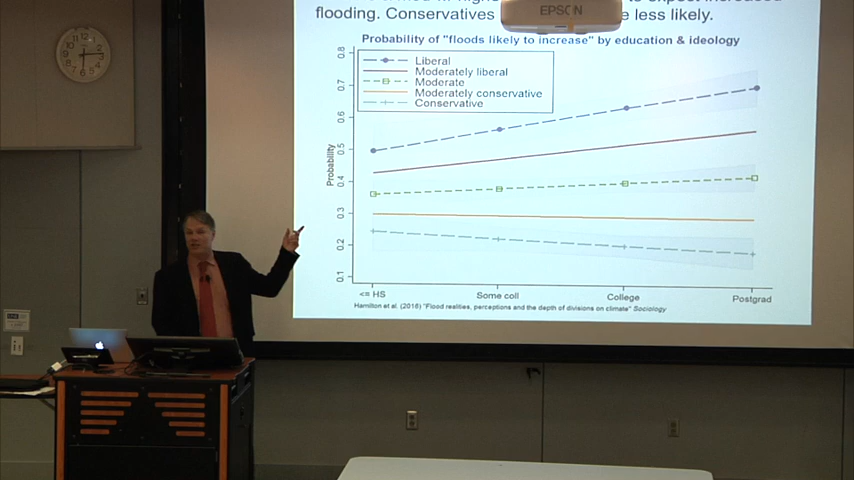 EPSON
flooding. Conservatives
less likely.
Probability of "floods likely to increase" by education & ideology
Liberal
Moderately liberal
Moderate
Moderately conservative
Conservative
Probability
0.8
0.7
0.6
0.5
0.4
0.3
0.2
0.1
<= HS
Some coll
College
Postgrad
Hamilton et al. (2016) "Flood realities, perceptions and the depth of divisions on climate" Sociology